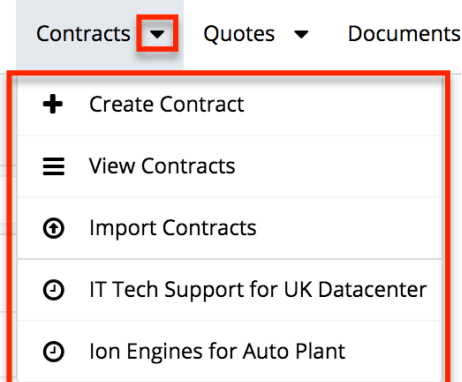 Contracts Quotes Documents
Create Contract
View Contracts
Import Contracts
IT Tech Support for UK Datacenter
Ion Engines for Auto Plant